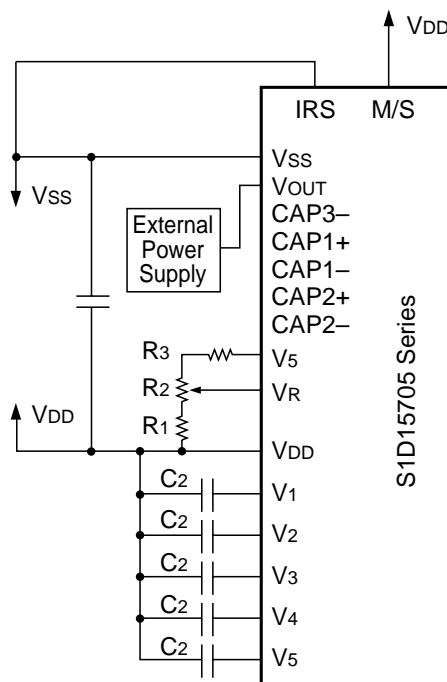 VDD
IRS M/S
VSS
VSS
VOUT
External
Power
Supply
CAP3–
CAP1+
CAP1–
CAP2+
CAP2–
R3
V5
R2
VR
R1
VDD
VDD
C2
V1
C2
V2
C2
V3
C2
V4
C2
V5
S1D15705 Series